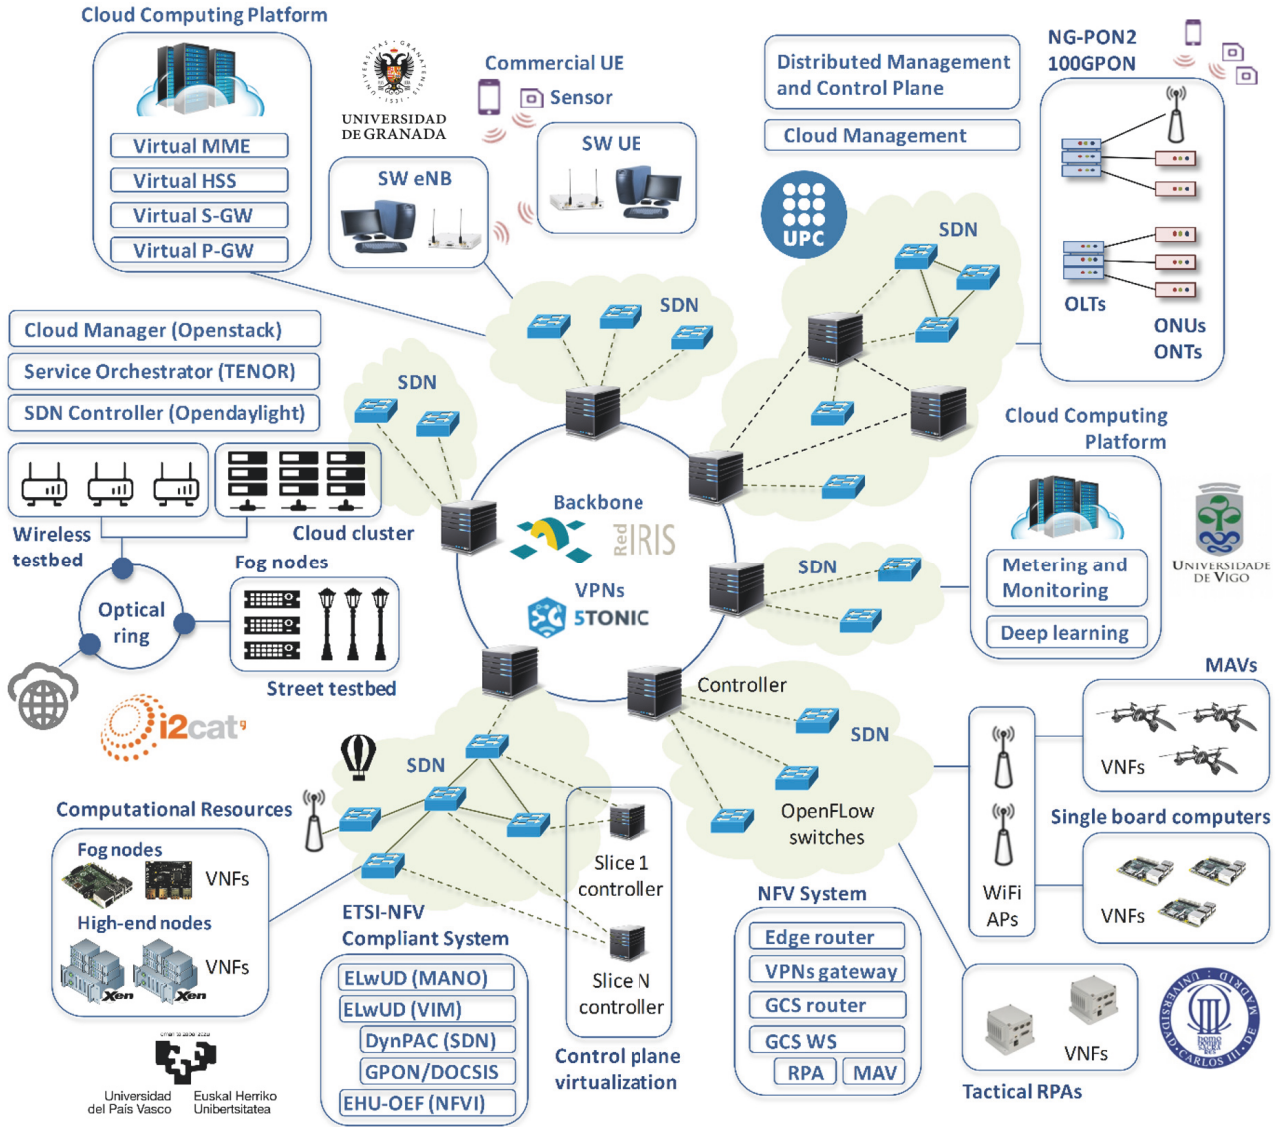 Cloud Computing Platform
Virtual MME
Virtual HSS
Virtual S-GW
Virtual P-GW
UNIVERSIDAD
DE GRANADA
Commercial UE
Sensor
SW eNB
SW UE
Distributed Management
and Control Plane
Cloud Management
UPC
NG-PON2
100GPON
OLTs
ONUs
ONTs
SDN
SDN
SDN
Cloud Manager (Openstack)
Service Orchestrator (TENOR)
SDN Controller (Opendaylight)
Wireless
testbed
Cloud cluster
Fog nodes
Optical
ring
Street testbed
i2cat
Backbone
Red
IRIS
VPNs
5TONIC
SDN
Cloud Computing
Platform
Metering and
Monitoring
Deep learning
UNIVERSIDADE
DE VIGO
Controller
SDN
OpenFLow
switches
MAVs
VNFs
Single board computers
VNFs
WiFi
APs
VNFs
Tactical RPAs
UNIVERSIDAD · CARLOS III · DE MADRID
NFV System
Edge router
VPNs gateway
GCS router
GCS WS
RPA
MAV
SDN
Slice 1
controller
Slice N
controller
Control plane
virtualization
ETSI-NFV
Compliant System
ELwUD (MANO)
ELwUD (VIM)
DynPAC (SDN)
GPON/DOCSIS
EHU-OEF (NFVI)
Computational Resources
Fog nodes
VNFs
High-end nodes
VNFs
Xen
Xen
Universidad
del País Vasco
Euskal Herriko
Unibertsitatea